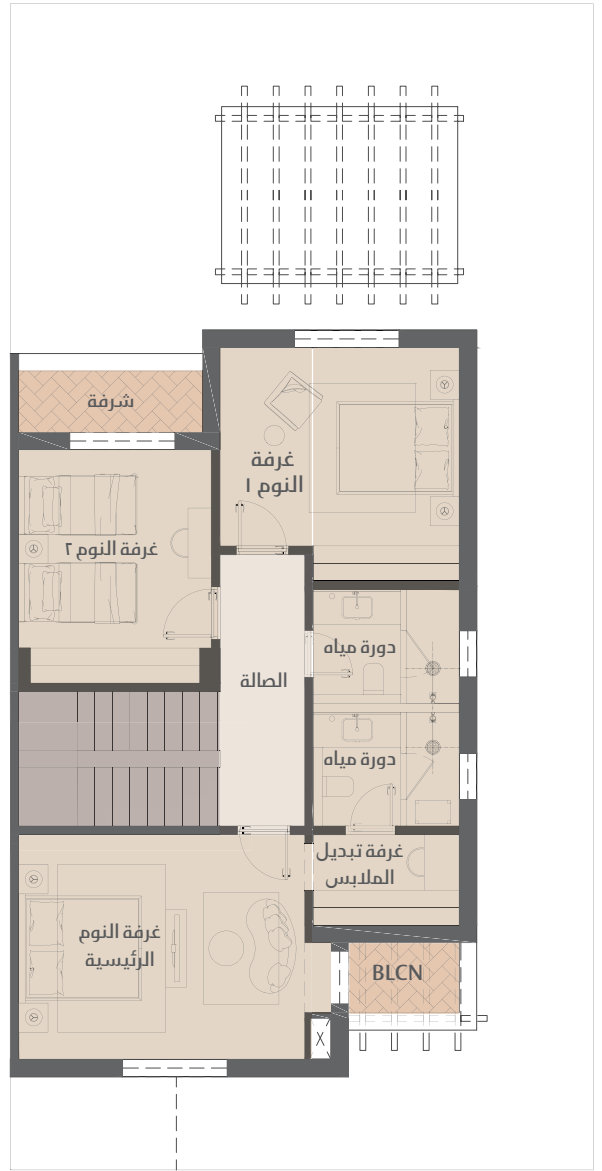 شرفة
غرفة
النوم ١
غرفة النوم ٢
دورة مياه
الصالة
دورة مياه
غرفة تبديل
الملابس
غرفة النوم
الرئيسية
BLCN
X